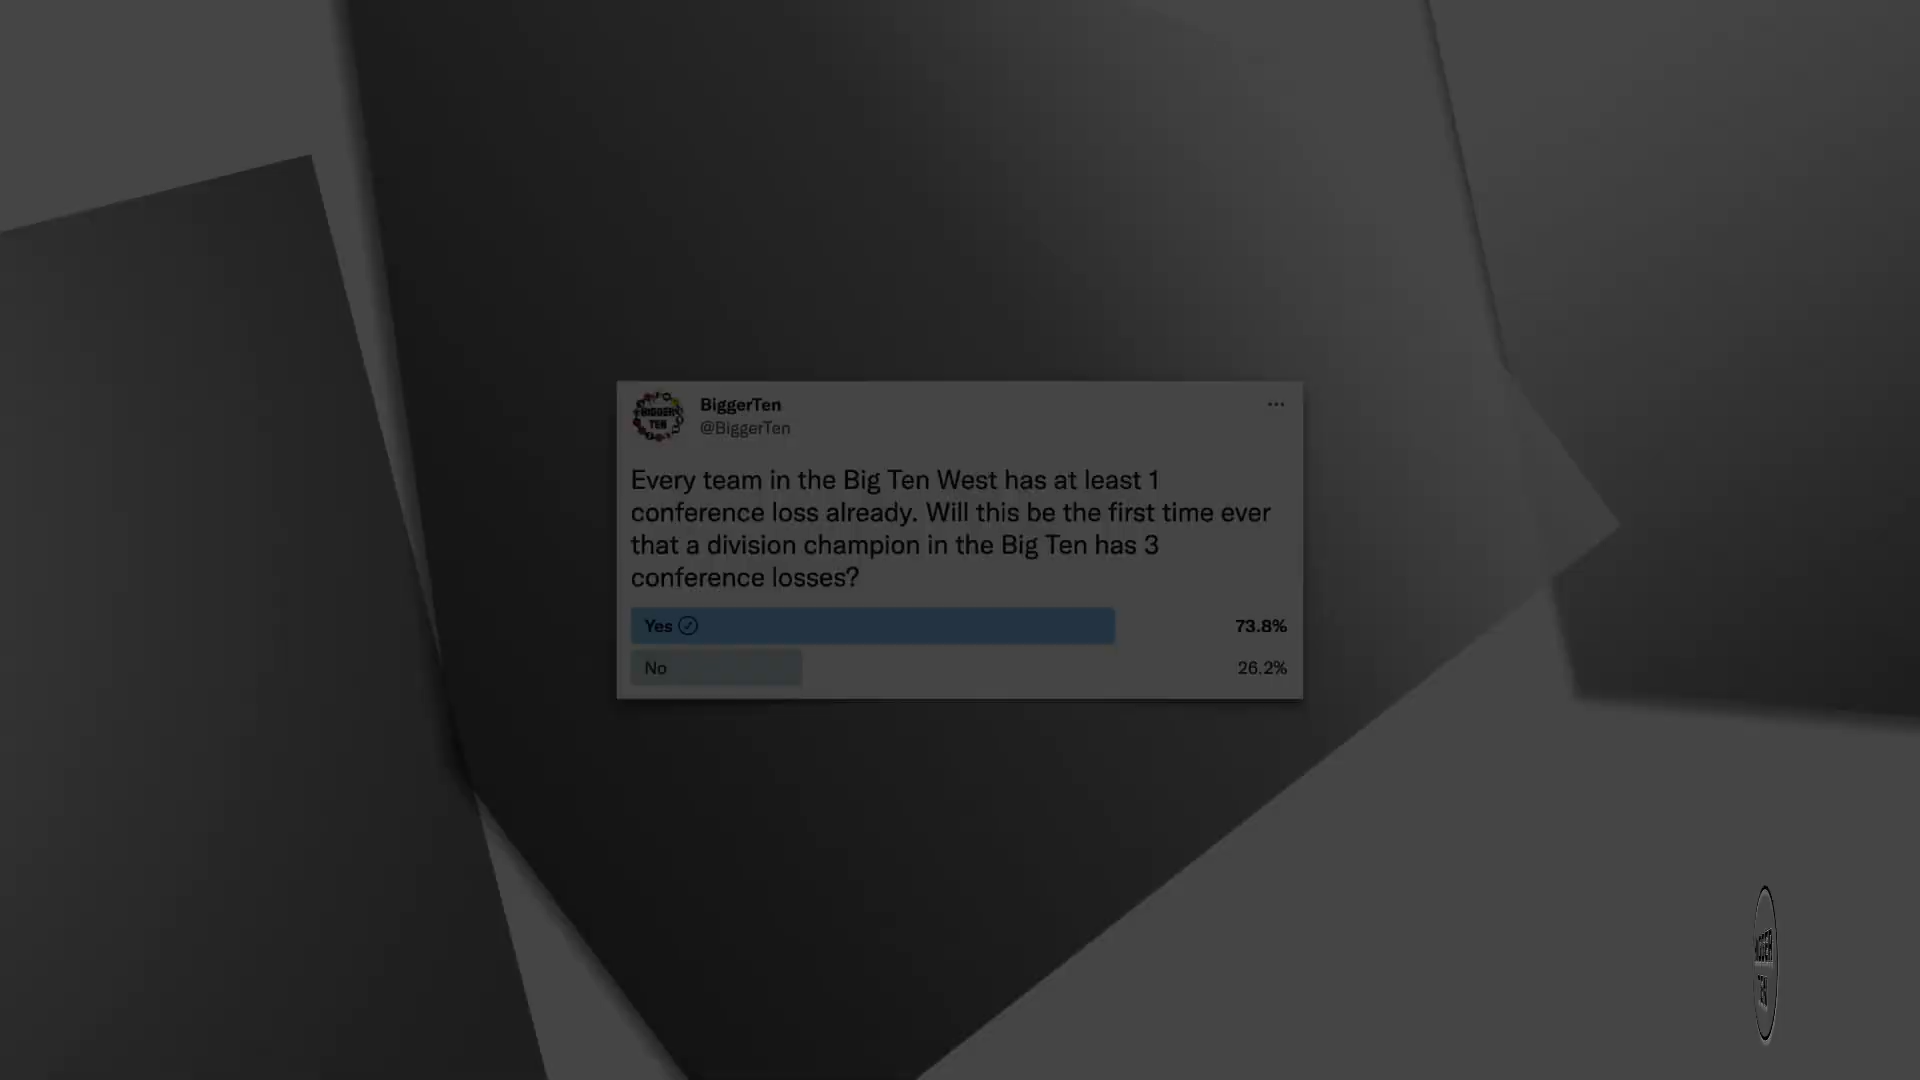 BiggerTen
@BiggerTen
BIGGER
TEN
Every team in the Big Ten West has at least 1
conference loss already. Will this be the first time ever
that a division champion in the Big Ten has 3
conference losses?
Yes 73.8%
No 26.2%